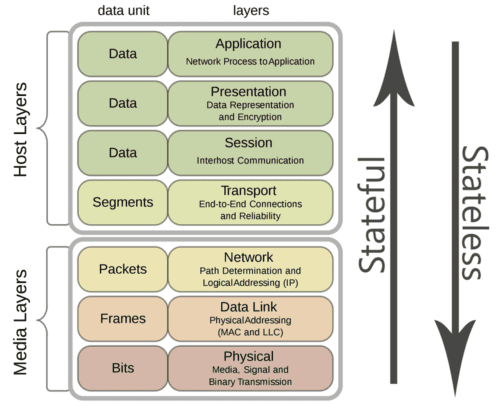 data unit layers
Host Layers
Data
Application
Network Process to Application
Data
Presentation
Data Representation
and Encryption
Data
Session
Interhost Communication
Segments
Transport
End-to-End Connections
and Reliability
Media Layers
Packets
Network
Path Determination and
Logical Addressing (IP)
Frames
Data Link
Physical Addressing
(MAC and LLC)
Bits
Physical
Media, Signal and
Binary Transmission
Stateful
Stateless